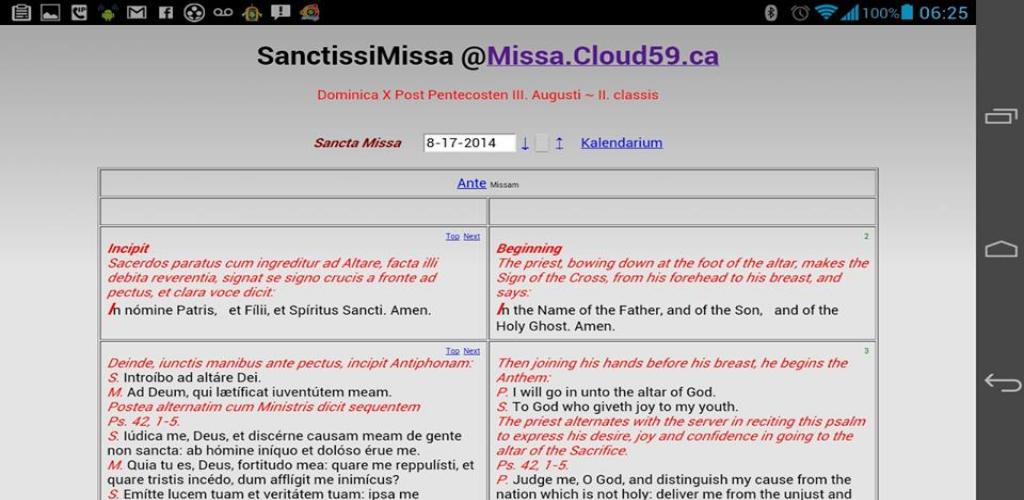 100% 06:25
SanctissiMissa @Missa.Cloud59.ca
Dominica X Post Pentecosten III. Augusti ~ II. classis
Sancta Missa 8-17-2014 ↓ ↑ Kalendarium
Ante Missam
Top Next
Incipit
Sacerdos paratus cum ingreditur ad Altare, facta illi
debita reverentia, signat se signo crucis a fronte ad
pectus, et clara voce dicit:
In nómine Patris, et Fílii, et Spíritus Sancti. Amen.
2
Beginning
The priest, bowing down at the foot of the altar, makes the
Sign of the Cross, from his forehead to his breast, and
says:
In the Name of the Father, and of the Son, and of the
Holy Ghost. Amen.
Top Next
Deinde, iunctis manibus ante pectus, incipit Antiphonam:
S. Introíbo ad altáre Dei.
M. Ad Deum, qui lætíficat iuventútem meam.
Postea alternatim cum Ministris dicit sequentem
Ps. 42, 1-5.
S. Iúdica me, Deus, et discérne causam meam de gente
non sancta: ab hómine iníquo et dolóso érue me.
M. Quia tu es, Deus, fortitudo mea: quare me reppulísti, et
quare tristis incédo, dum afflígit me inimícus?
S. Emítte lucem tuam et veritátem tuam: ipsa me
3
Then joining his hands before his breast, he begins the
Anthem:
P. I will go in unto the altar of God.
S. To God who giveth joy to my youth.
The priest alternates with the server in reciting this psalm
to express his desire, joy and confidence in going to the
altar of the Sacrifice.
Ps. 42, 1-5.
P. Judge me, O God, and distinguish my cause from the
nation which is not holy: deliver me from the unjust and